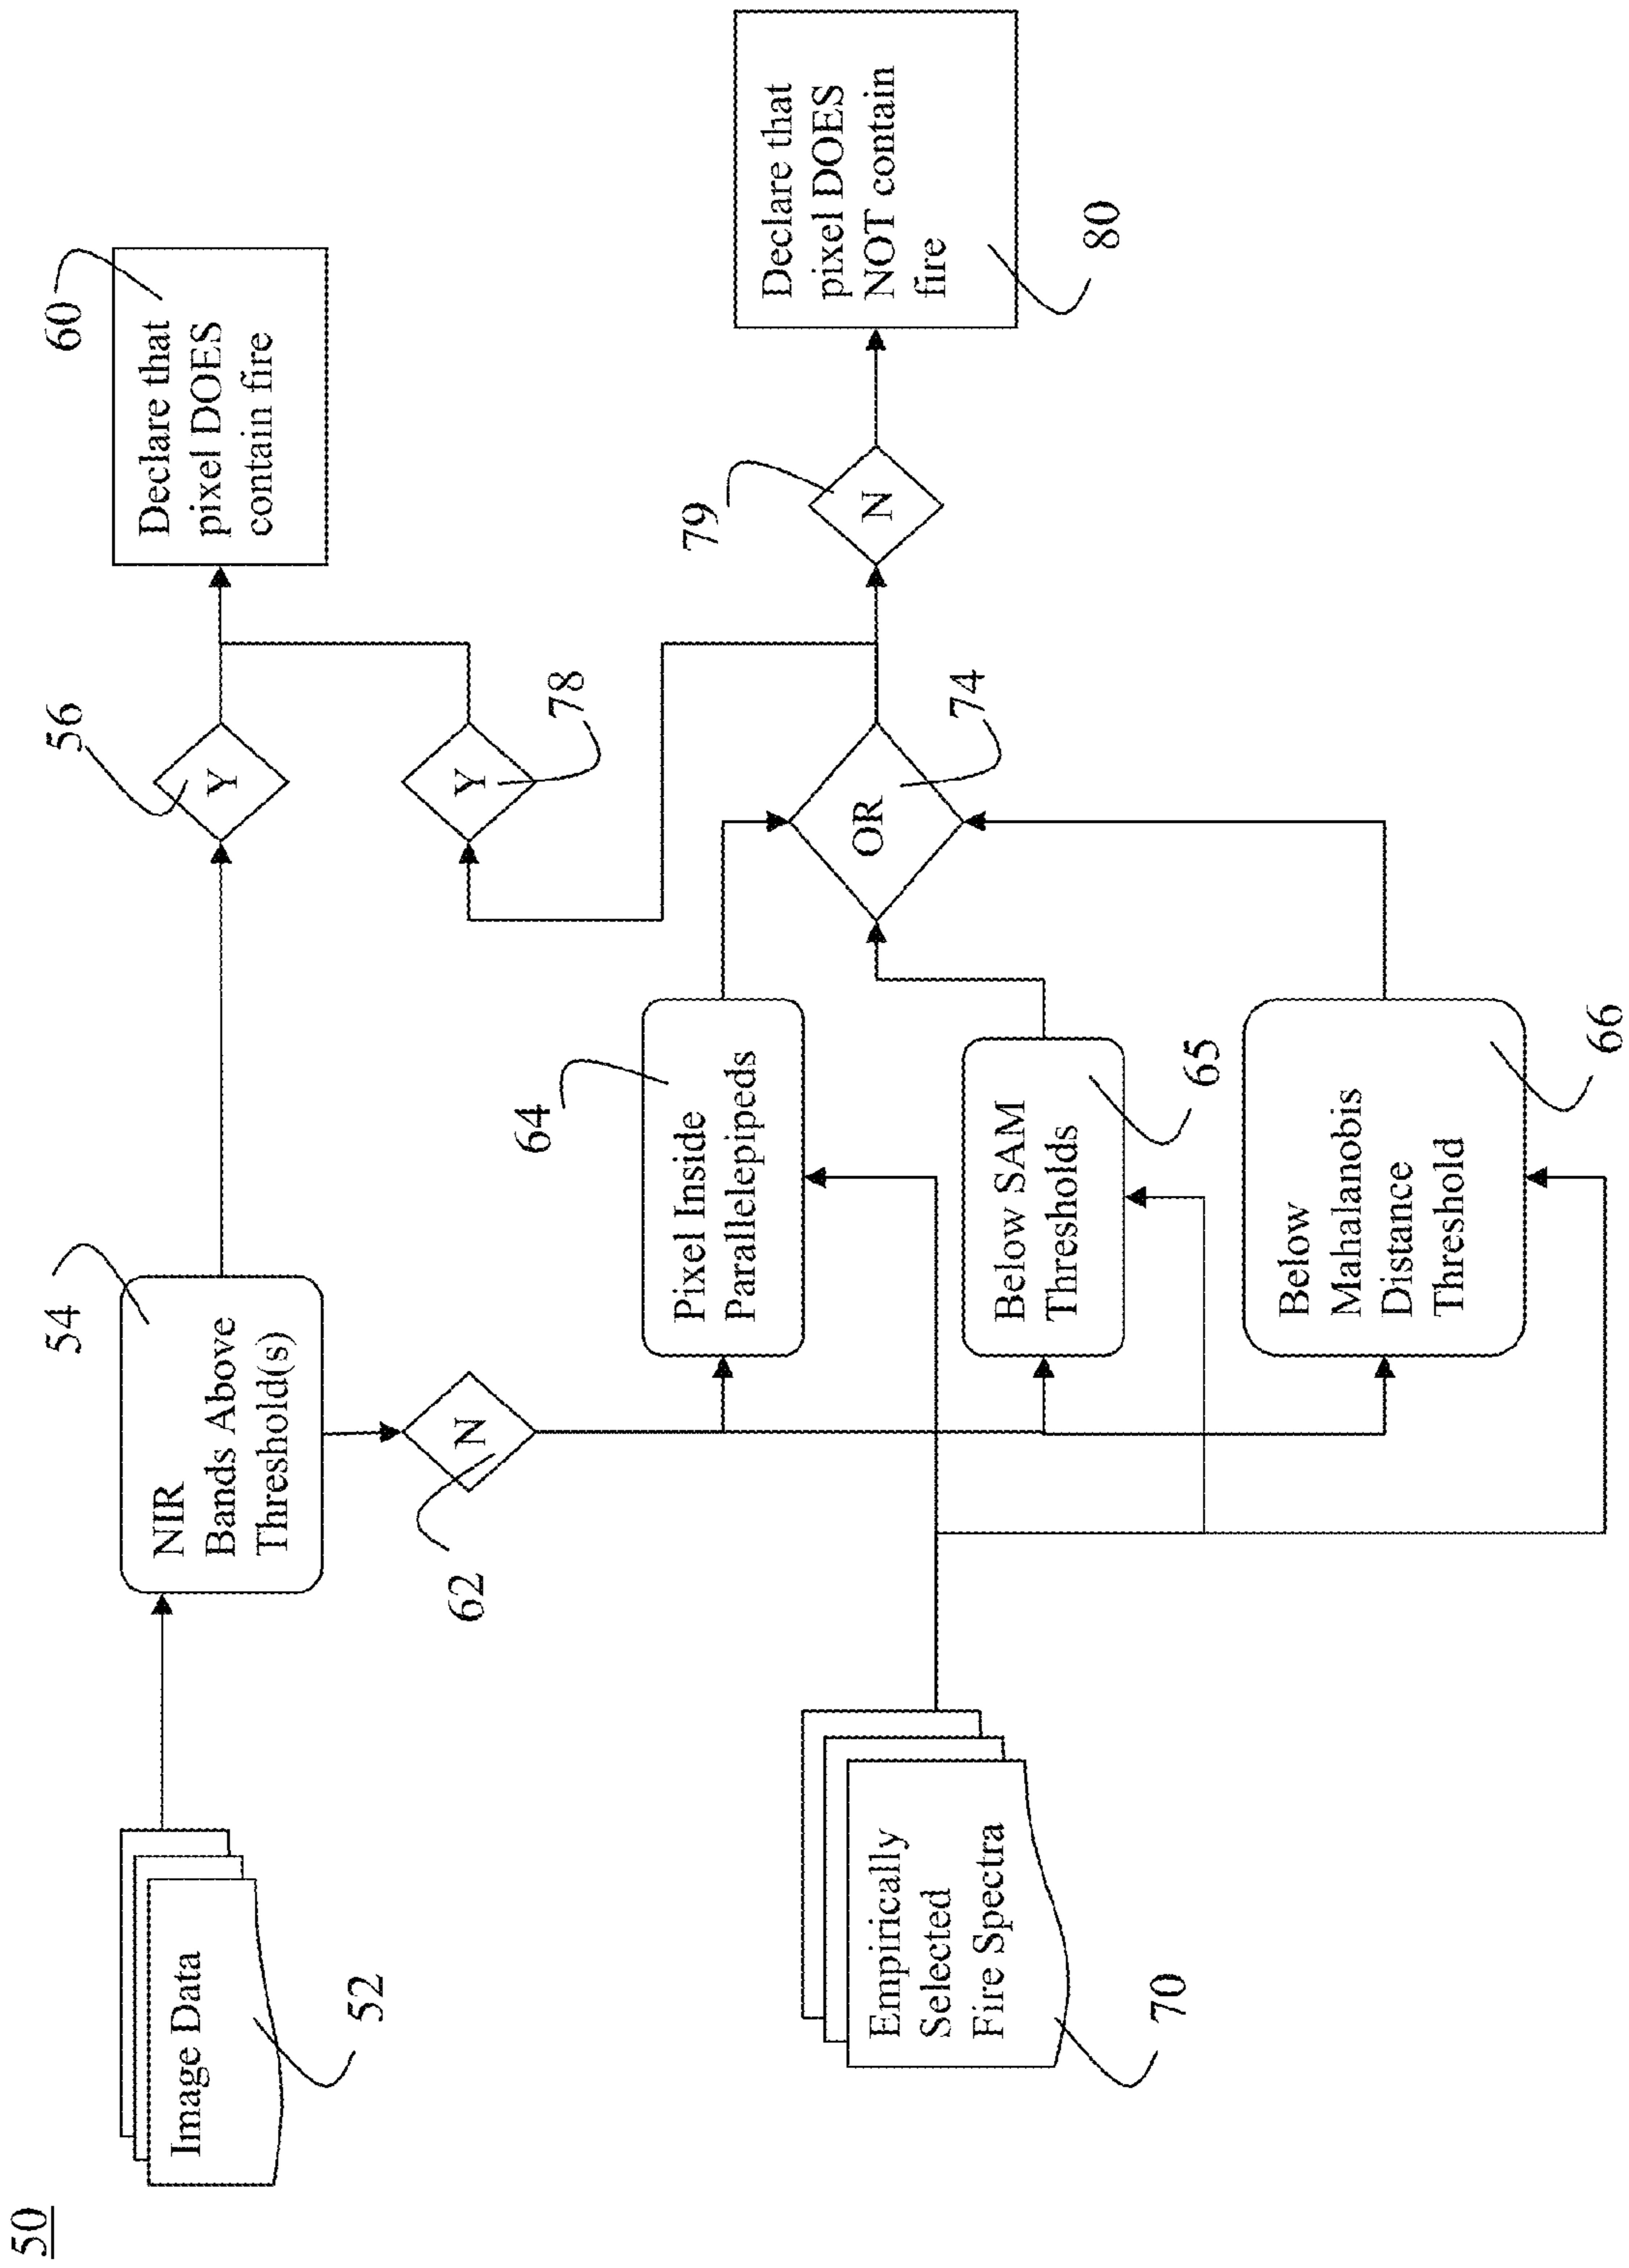 50
Image Data
52
NIR
Bands Above
Threshold(s)
54
Y
56
Declare that
pixel DOES
contain fire
60
N
62
Y
78
Empirically
Selected
Fire Spectra
70
Pixel Inside
Parallelepipeds
64
Below SAM
Thresholds
65
Below
Mahalanobis
Distance
Threshold
66
OR
74
N
79
Declare that
pixel DOES
NOT contain
fire
80